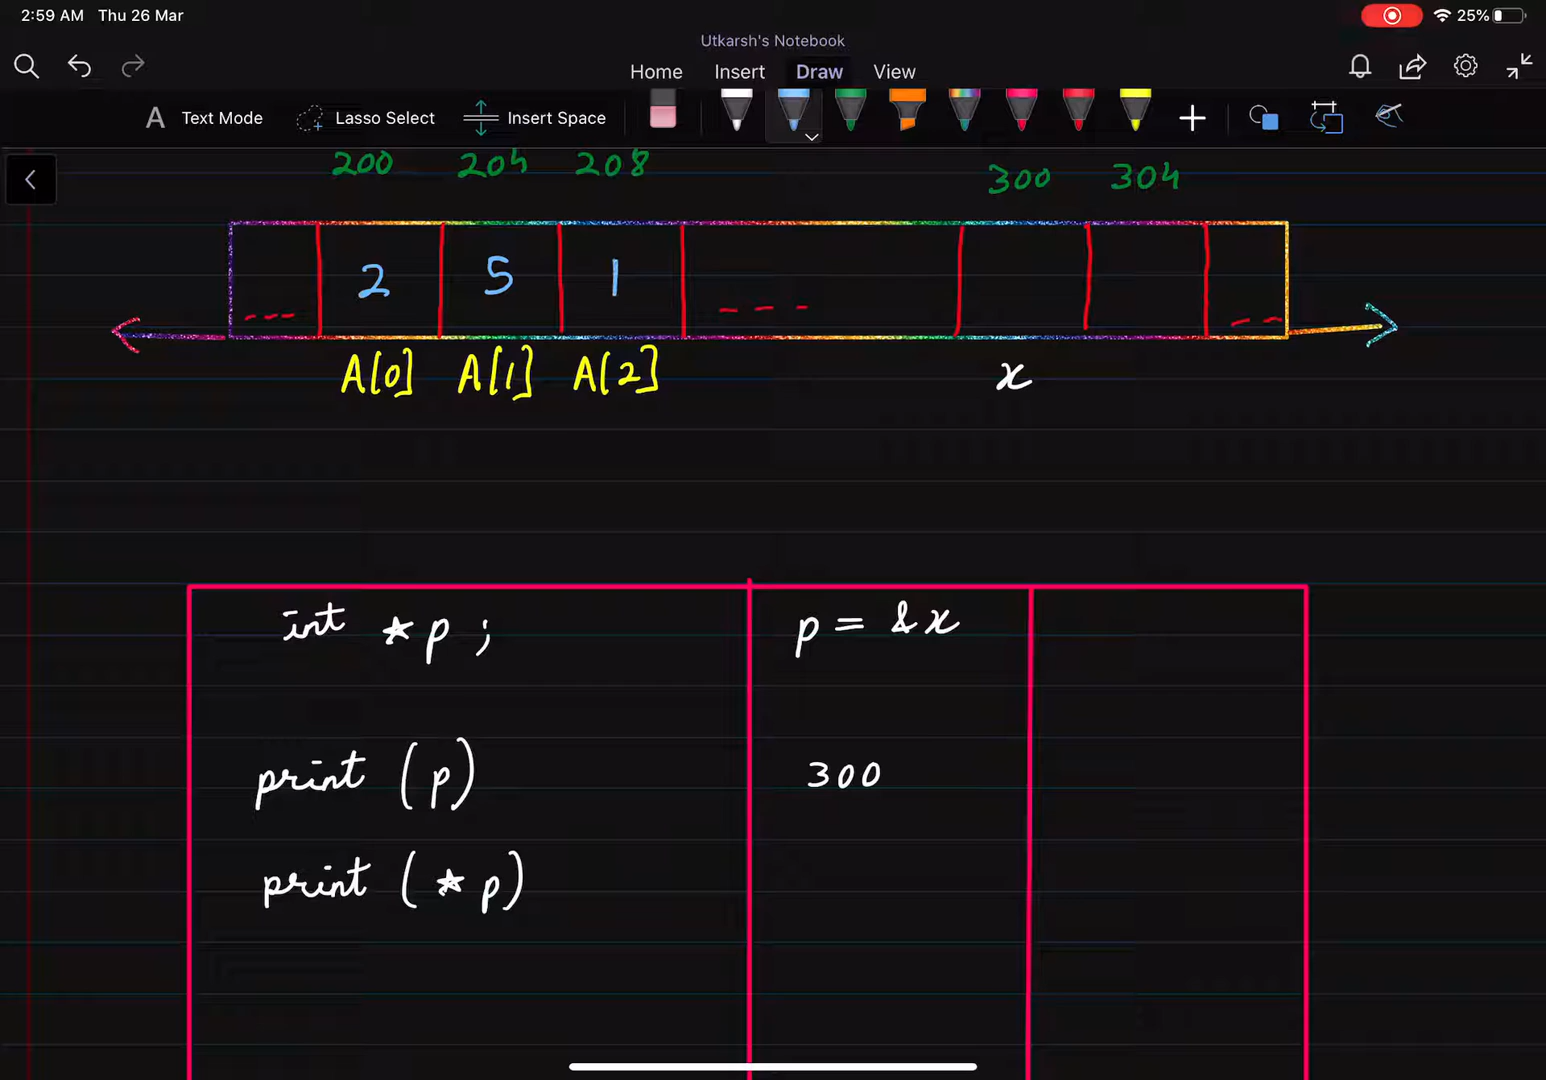 2:59 AM Thu 26 Mar
25%
Utkarsh's Notebook
Home Insert Draw View
A Text Mode Lasso Select Insert Space
200 204 208 300 304
2 5 1
A[0] A[1] A[2] x
int *p ; p = &x
print (p) 300
print (*p)